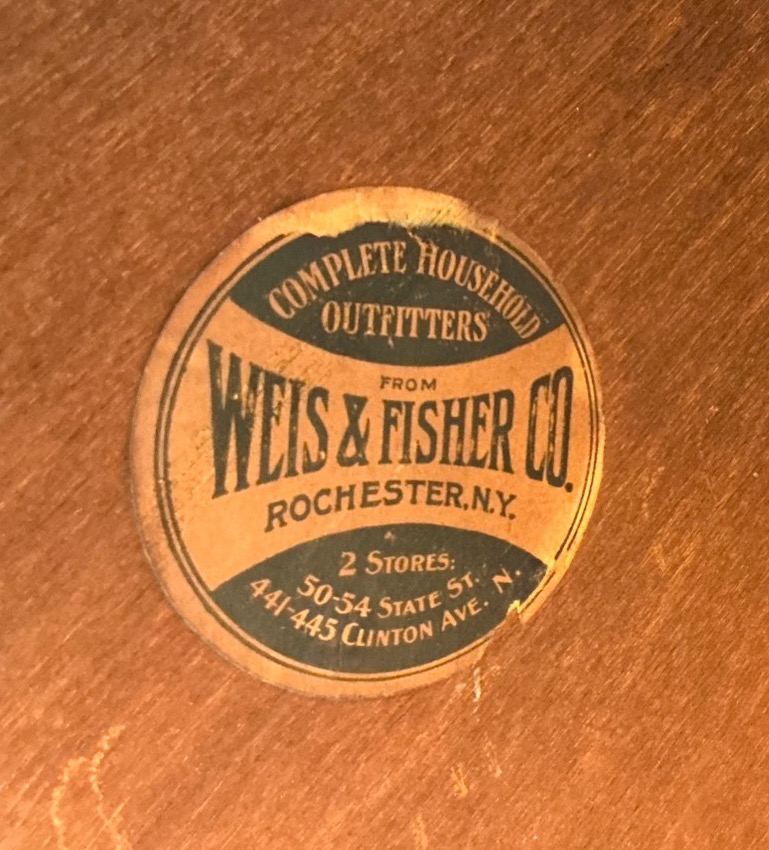 COMPLETE HOUSEHOLD
OUTFITTERS
FROM
WEIS & FISHER CO.
ROCHESTER, N.Y.
2 STORES:
50-54 STATE ST.
441-445 CLINTON AVE. N.